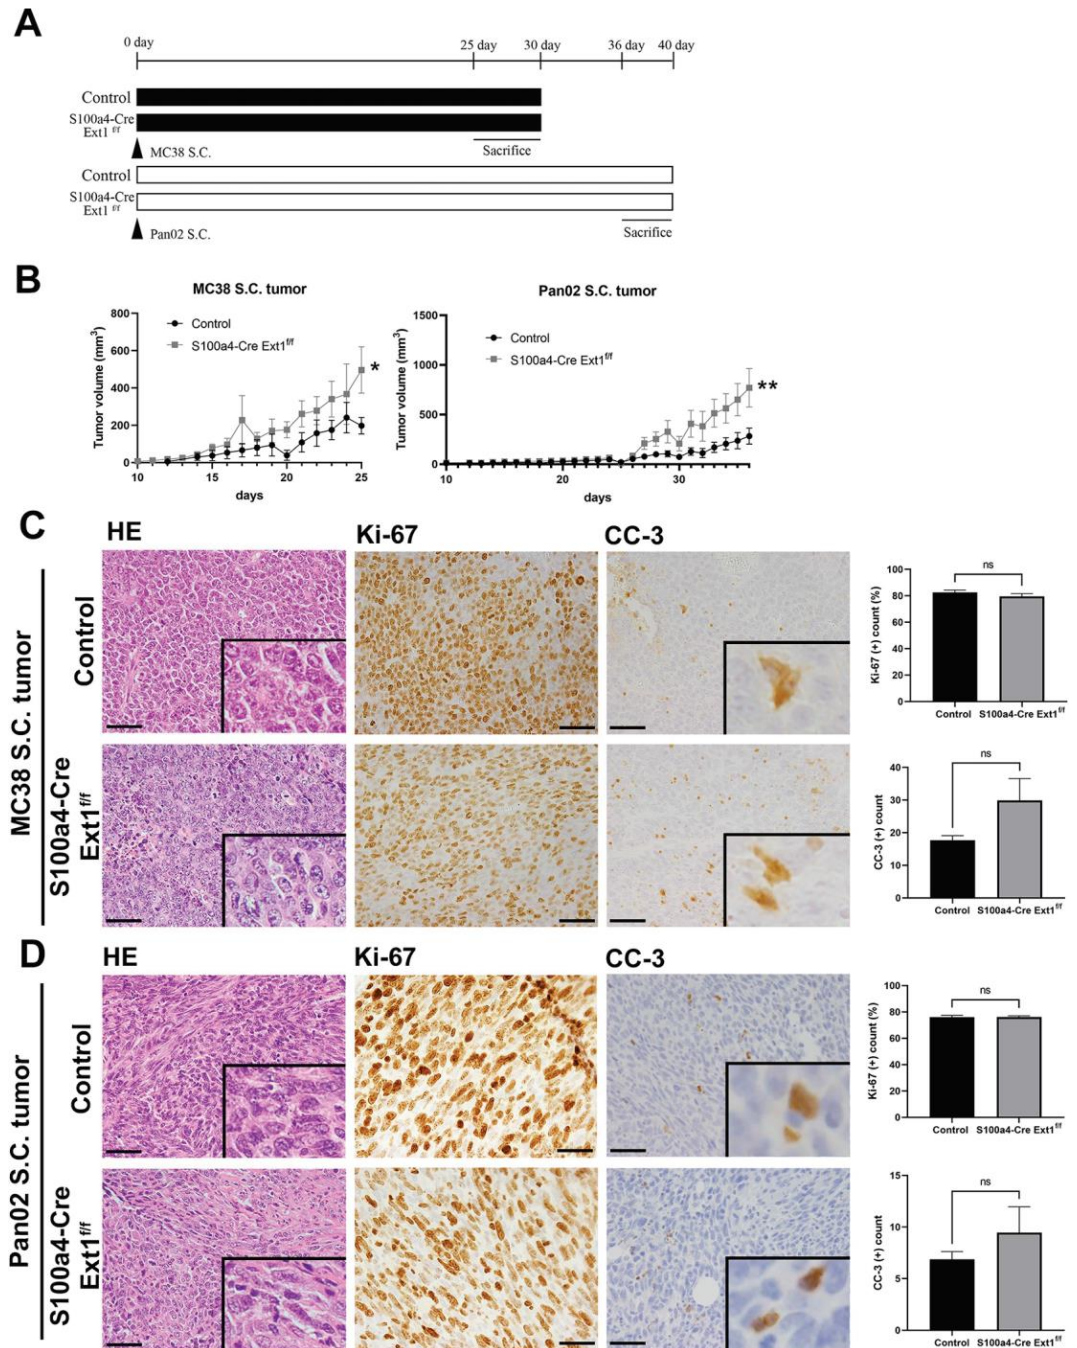 A
0 day 25 day 30 day 36 day 40 day
Control
S100a4-Cre
Ext1 f/f
MC38 S.C. Sacrifice
Control
S100a4-Cre
Ext1 f/f
Pan02 S.C. Sacrifice
B
MC38 S.C. tumor
Tumor volume (mm³)
800
600
400
200
0
Control
S100a4-Cre Ext1f/f
*
10 15 20 25
days
Pan02 S.C. tumor
Tumor volume (mm³)
1500
1000
500
0
Control
S100a4-Cre Ext1f/f
**
10 20 30
days
C
HE Ki-67 CC-3
MC38 S.C. tumor
Control
S100a4-Cre
Ext1f/f
Ki-67 (+) count (%)
100
80
60
40
20
0
ns
Control S100a4-Cre Ext1f/f
CC-3 (+) count
40
30
20
10
0
ns
Control S100a4-Cre Ext1f/f
D
HE Ki-67 CC-3
Pan02 S.C. tumor
Control
S100a4-Cre
Ext1f/f
Ki-67 (+) count (%)
100
80
60
40
20
0
ns
Control S100a4-Cre Ext1f/f
CC-3 (+) count
15
10
5
0
ns
Control S100a4-Cre Ext1f/f